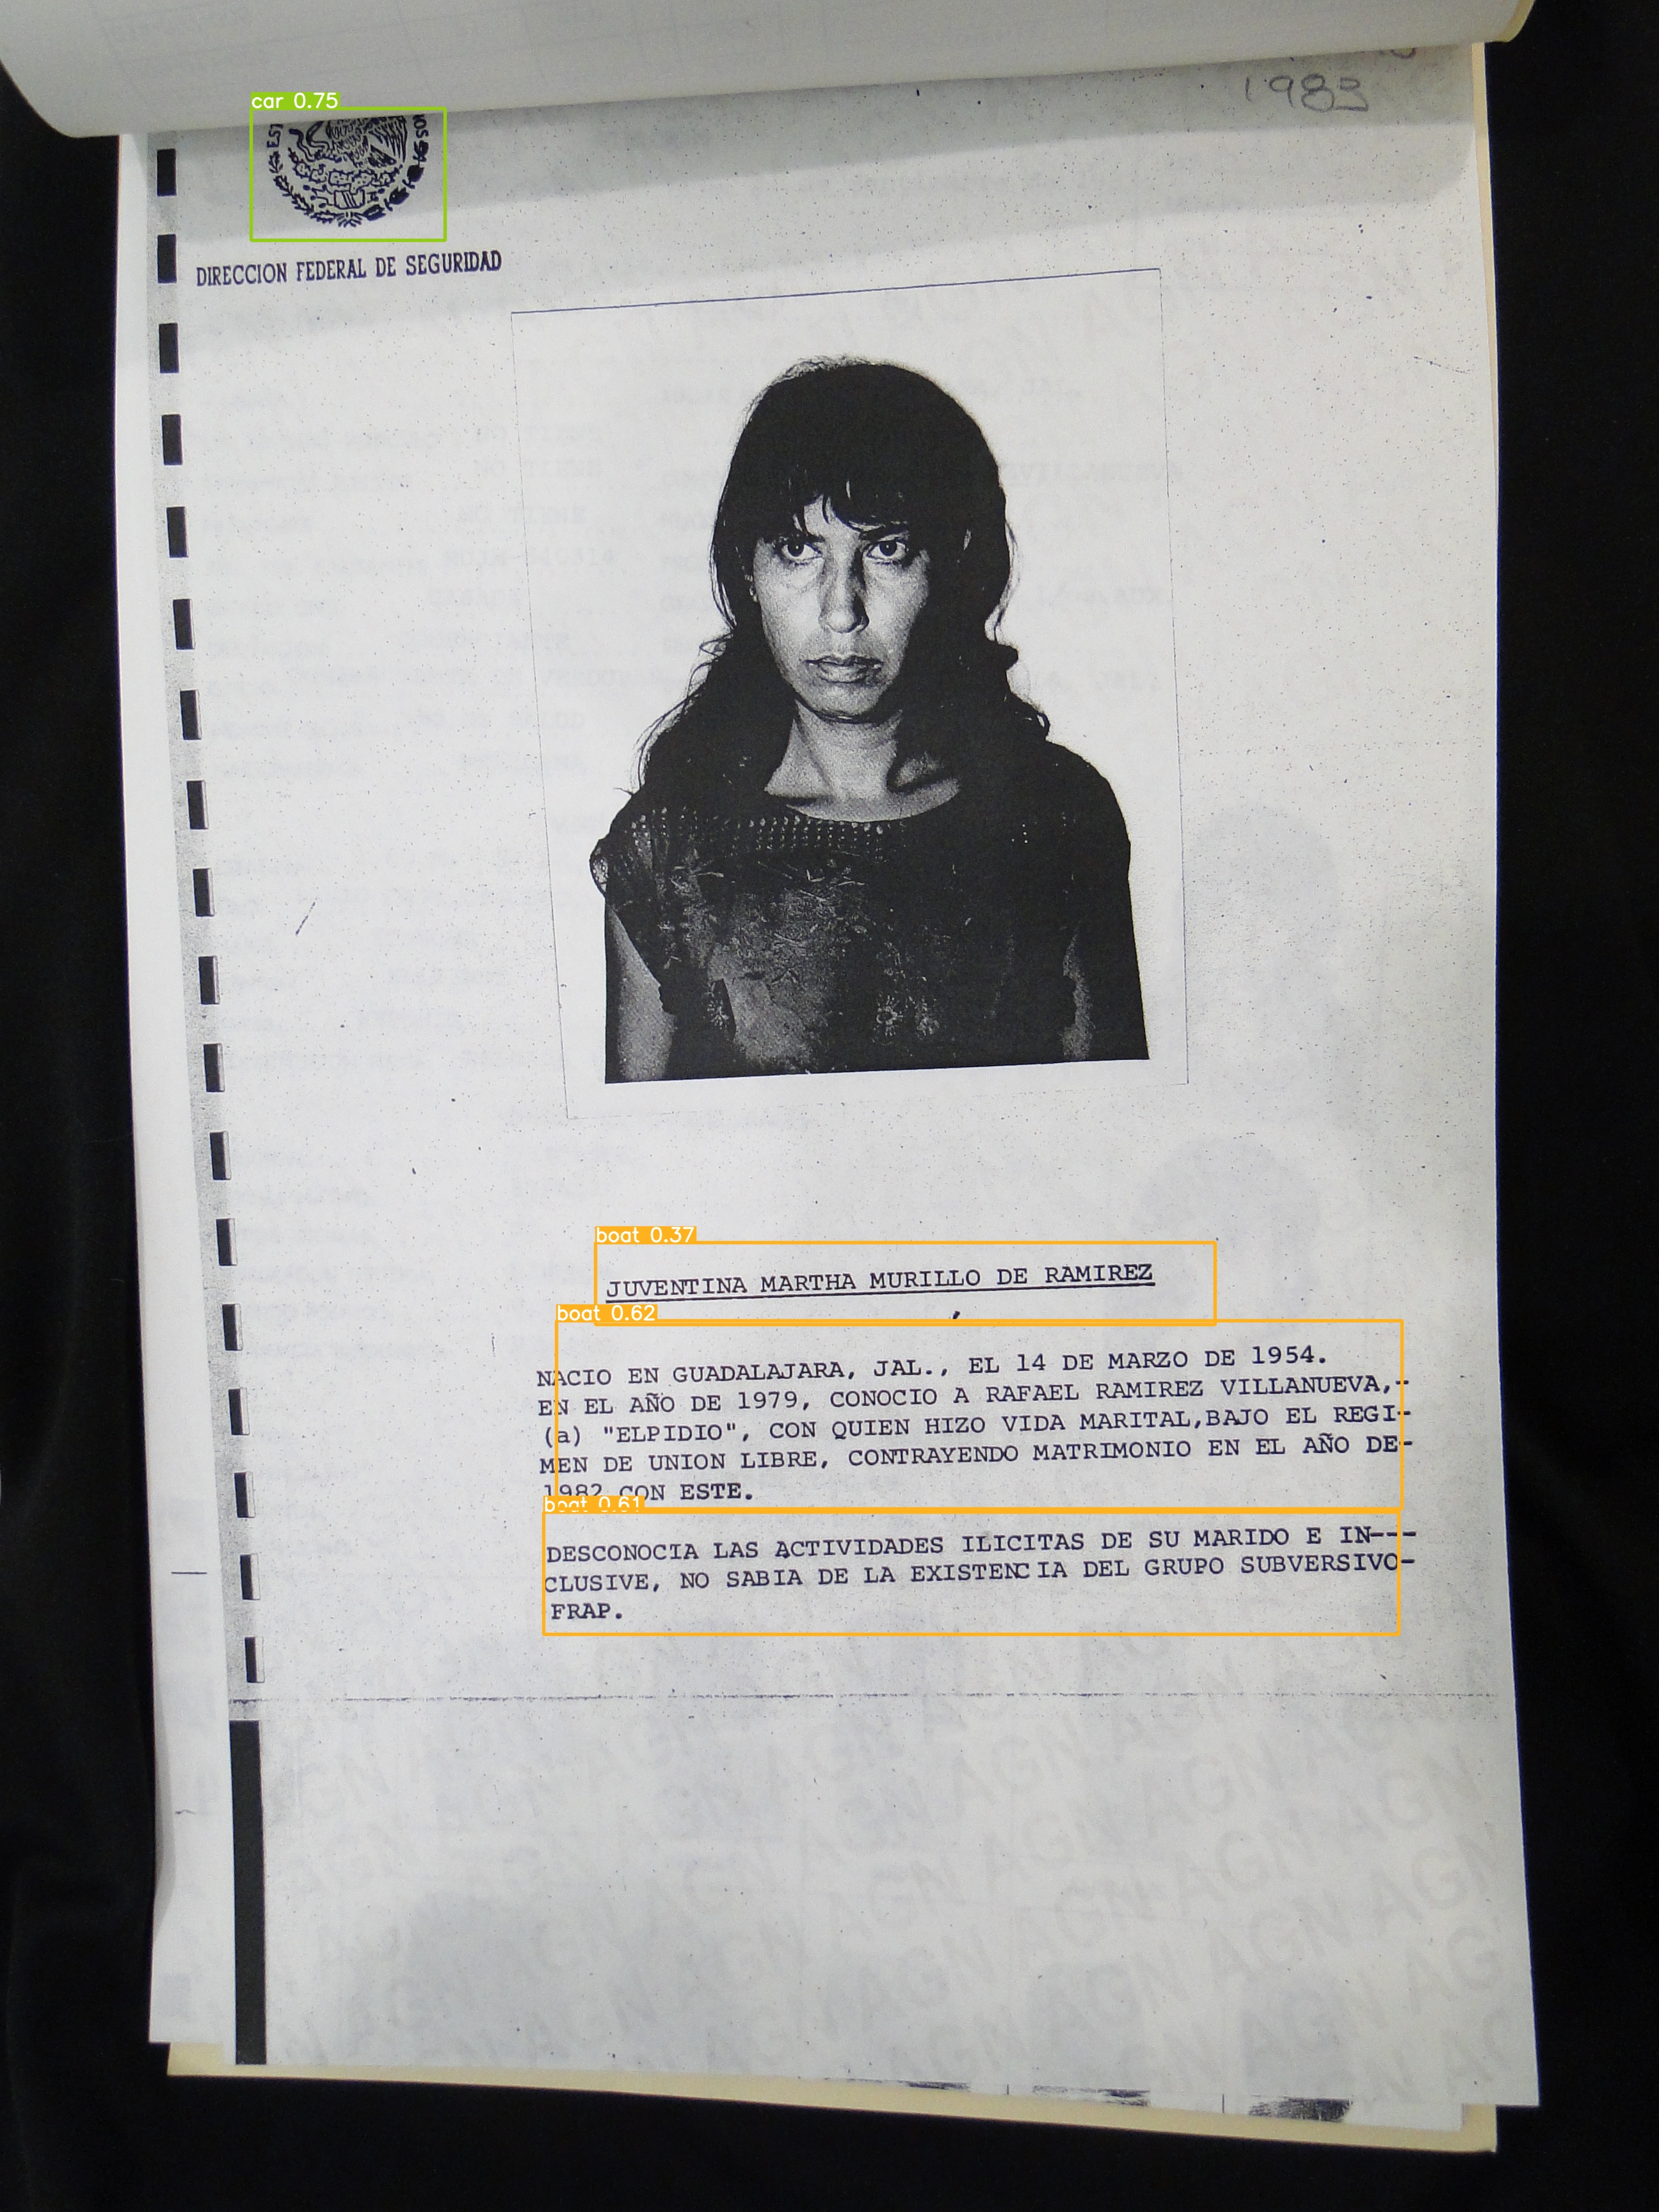 1983
car 0.75
DIRECCION FEDERAL DE SEGURIDAD
boat 0.37
JUVENTINA MARTHA MURILLO DE RAMIREZ
boat 0.62
NACIO EN GUADALAJARA, JAL., EL 14 DE MARZO DE 1954.
EN EL AÑO DE 1979, CONOCIO A RAFAEL RAMIREZ VILLANUEVA,-
(a) "ELPIDIO", CON QUIEN HIZO VIDA MARITAL,BAJO EL REGI-
MEN DE UNION LIBRE, CONTRAYENDO MATRIMONIO EN EL AÑO DE-
1982 CON ESTE.
boat 0.61
DESCONOCIA LAS ACTIVIDADES ILICITAS DE SU MARIDO E IN---
CLUSIVE, NO SABIA DE LA EXISTENCIA DEL GRUPO SUBVERSIVO-
FRAP.